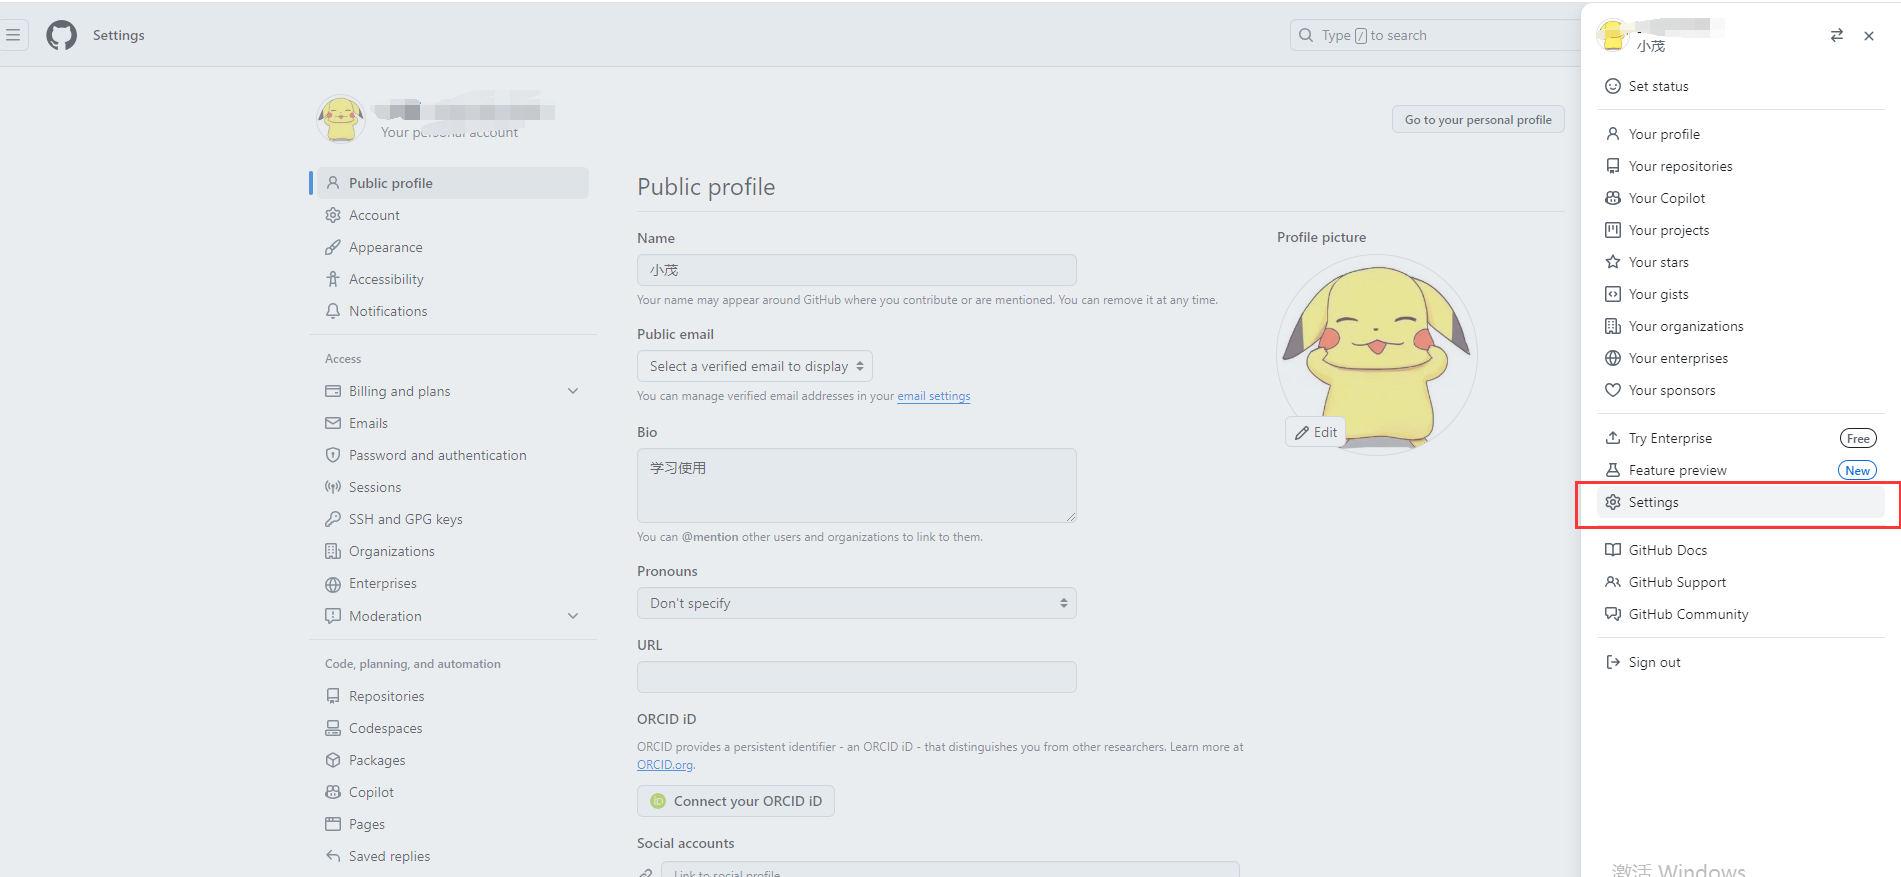 Settings
Type / to search
Your personal account
Go to your personal profile
Public profile
Account
Appearance
Accessibility
Notifications
Access
Billing and plans
Emails
Password and authentication
Sessions
SSH and GPG keys
Organizations
Enterprises
Moderation
Code, planning, and automation
Repositories
Codespaces
Packages
Copilot
Pages
Saved replies
Public profile
Name
小茂
Your name may appear around GitHub where you contribute or are mentioned. You can remove it at any time.
Public email
Select a verified email to display
You can manage verified email addresses in your email settings
Bio
学习使用
You can @mention other users and organizations to link to them.
Pronouns
Don't specify
URL
ORCID iD
ORCID provides a persistent identifier - an ORCID iD - that distinguishes you from other researchers. Learn more at
ORCID.org.
iD Connect your ORCID iD
Social accounts
Link to social profile
Profile picture
Edit
小茂
Set status
Your profile
Your repositories
Your Copilot
Your projects
Your stars
Your gists
Your organizations
Your enterprises
Your sponsors
Try Enterprise Free
Feature preview New
Settings
GitHub Docs
GitHub Support
GitHub Community
Sign out
激活 Windows